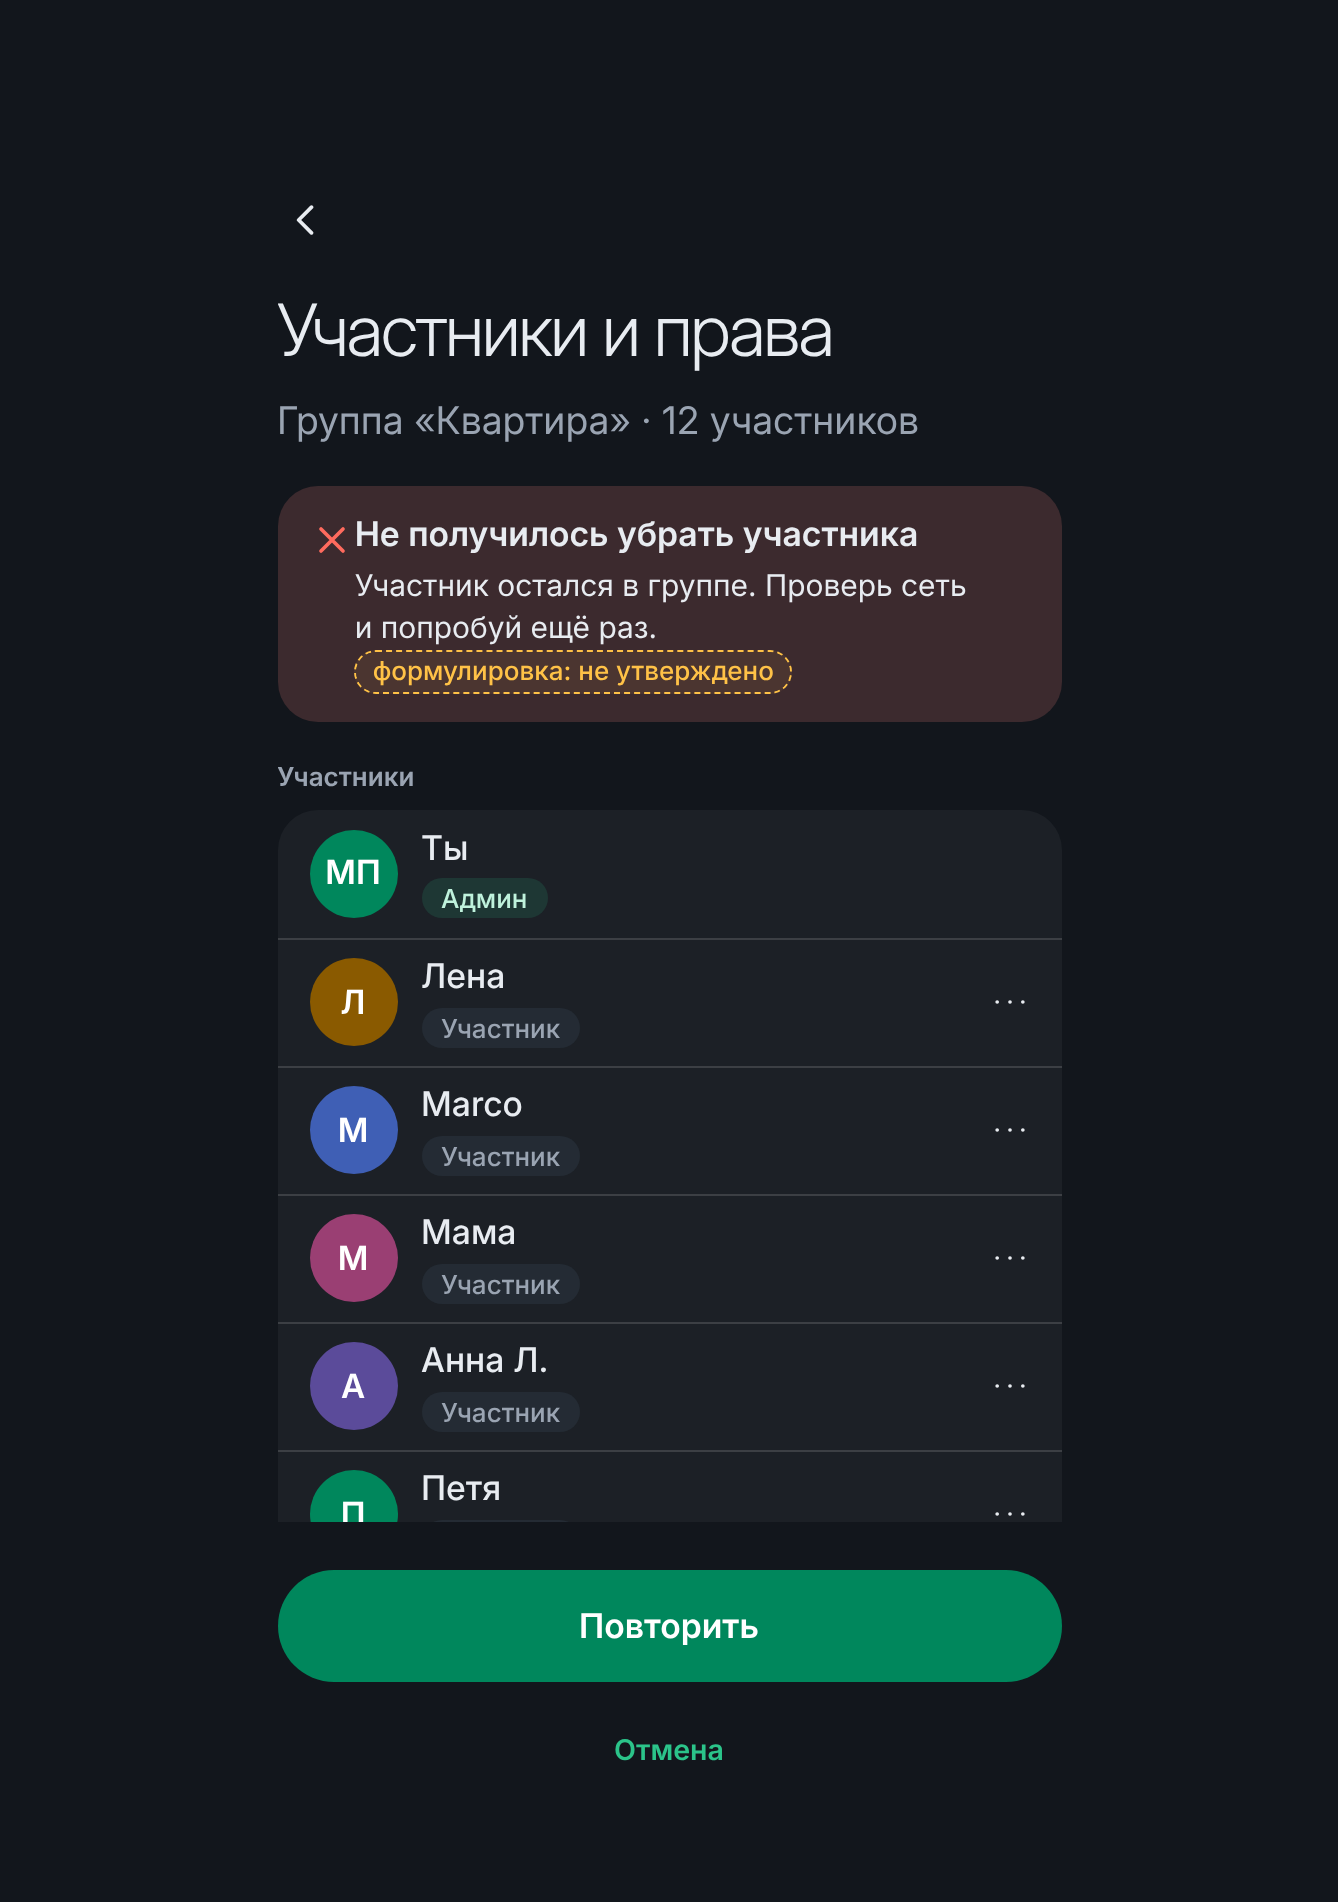 Участники и права
Группа «Квартира» · 12 участников
Не получилось убрать участника
Участник остался в группе. Проверь сеть
и попробуй ещё раз.
формулировка: не утверждено
Участники
МП
Ты
Админ
Л
Лена
Участник
...
M
Marco
Участник
...
М
Мама
Участник
...
А
Анна Л.
Участник
...
П
Петя
...
Повторить
Отмена